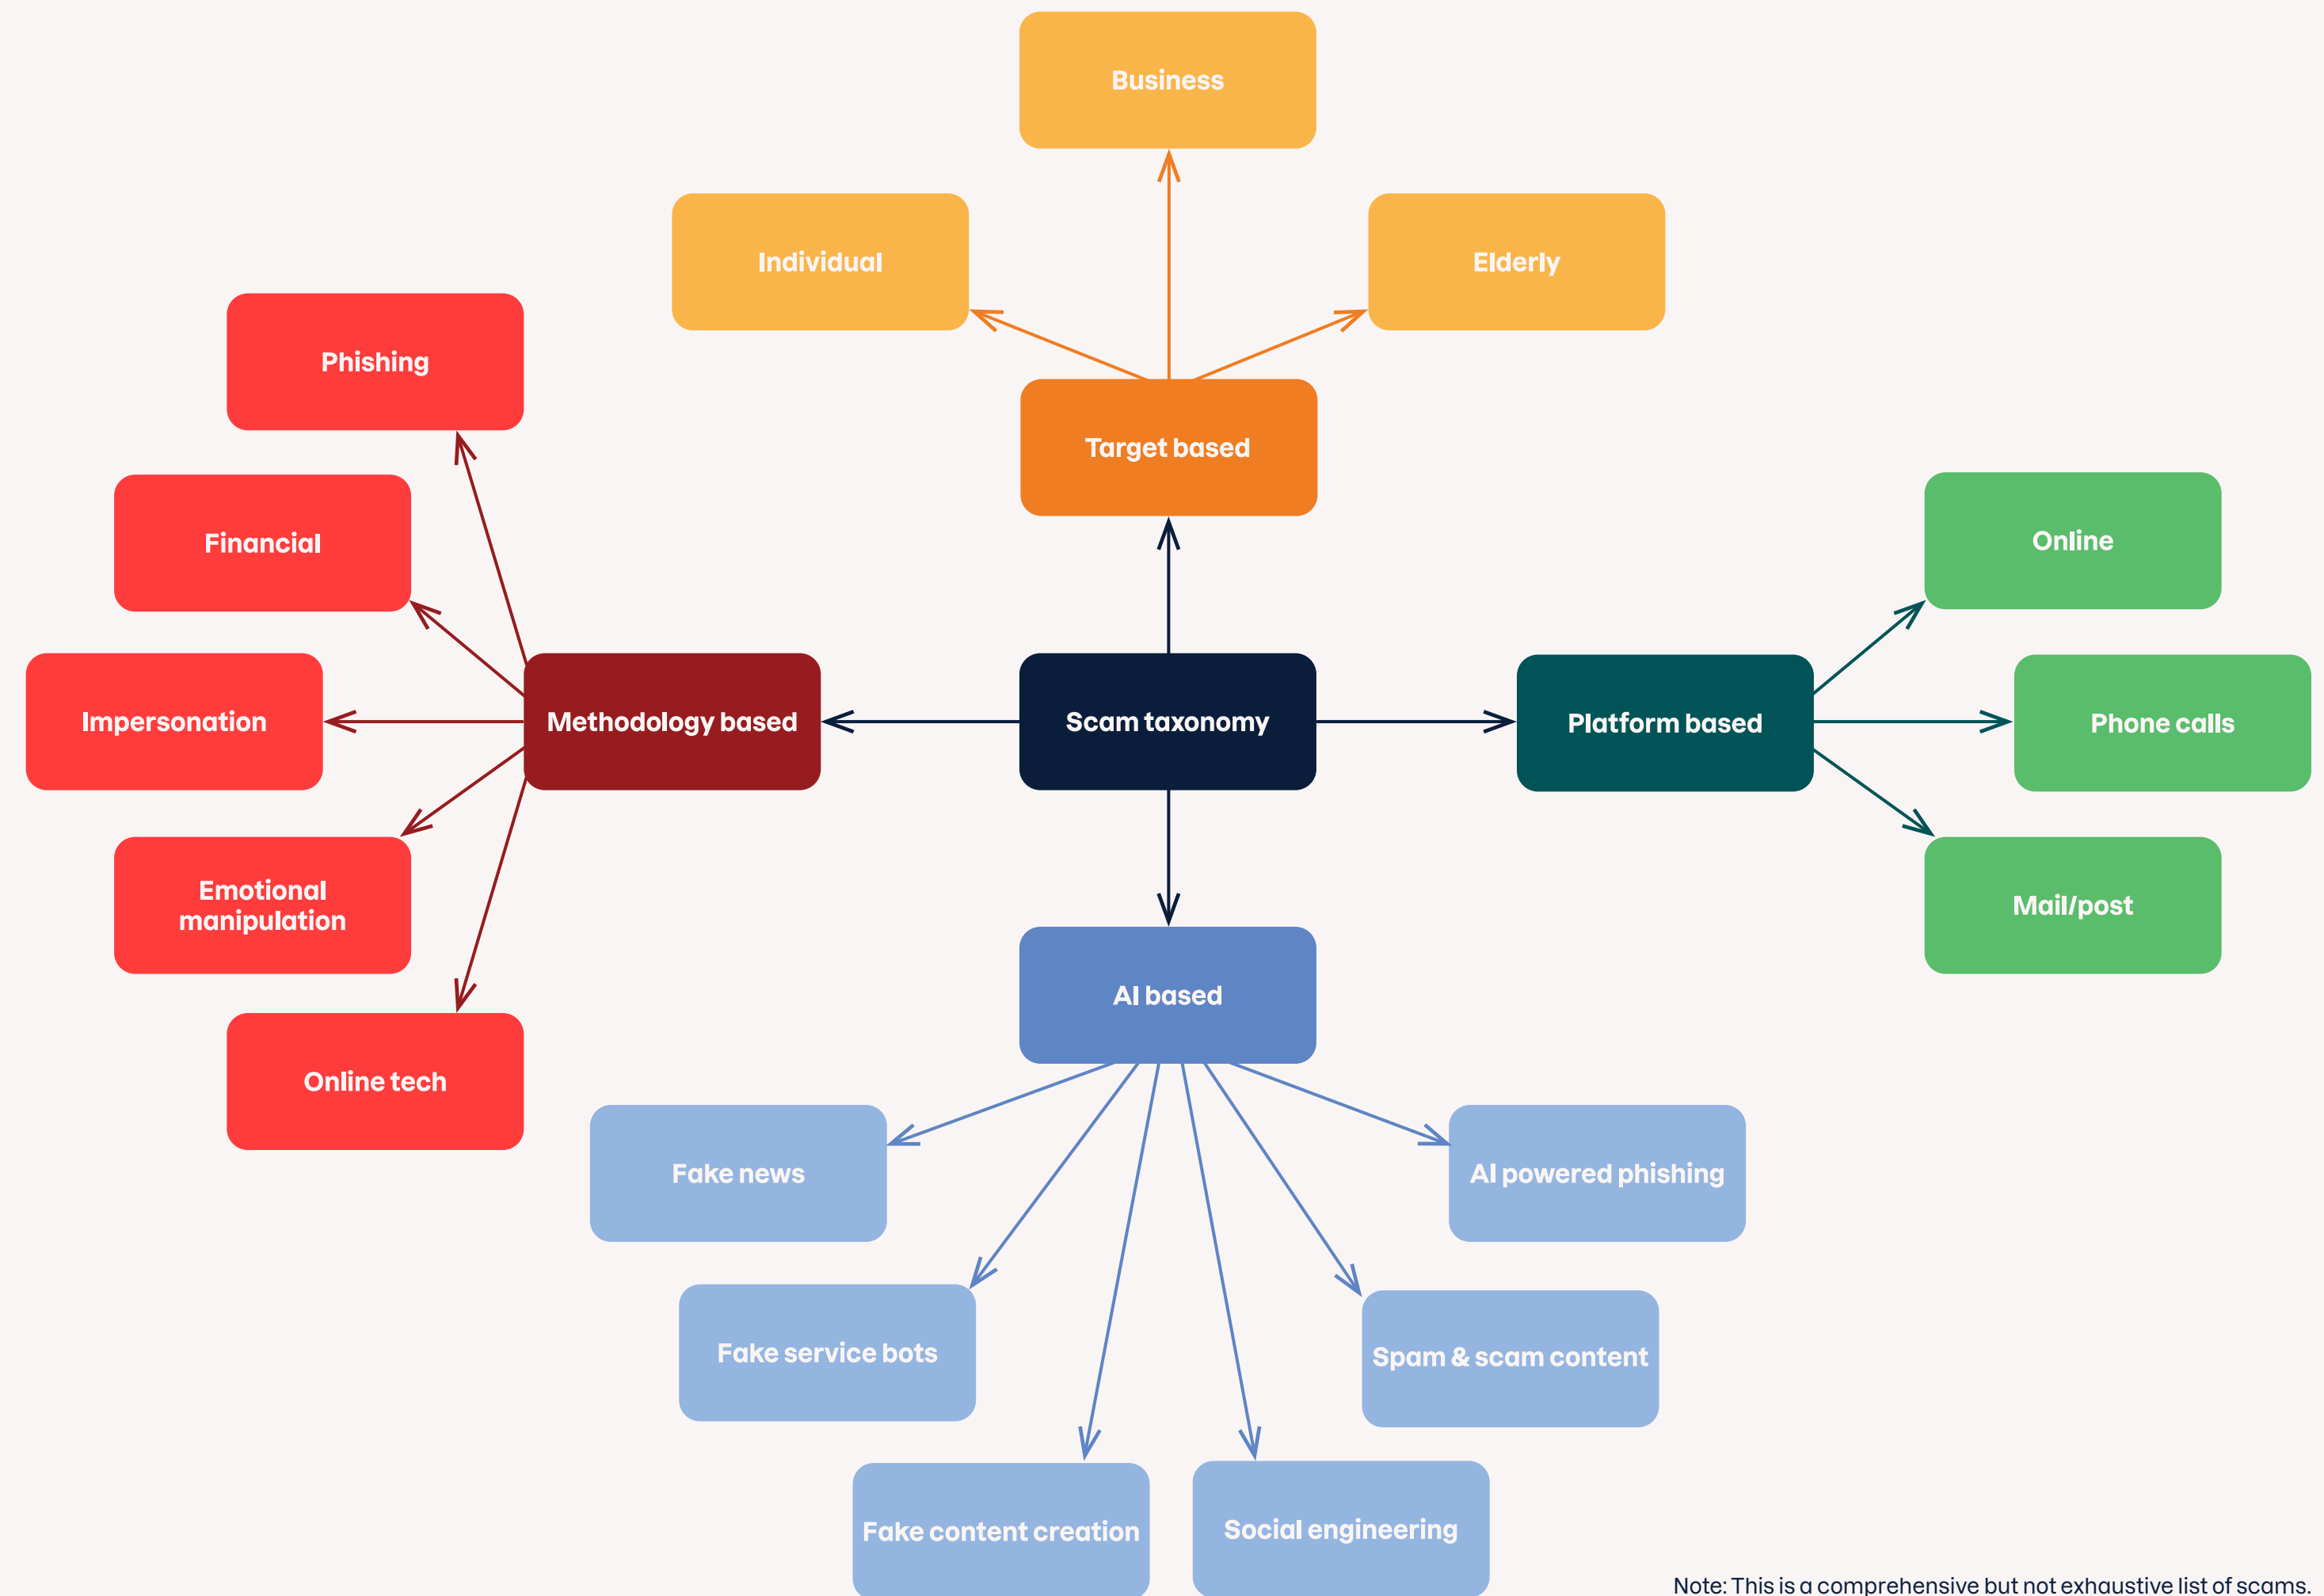 Business
Individual
Elderly
Target based
Phishing
Financial
Impersonation
Emotional
manipulation
Online tech
Methodology based
Scam taxonomy
Platform based
Online
Phone calls
Mail/post
AI based
Fake news
AI powered phishing
Fake service bots
Spam & scam content
Fake content creation
Social engineering
Note: This is a comprehensive but not exhaustive list of scams.